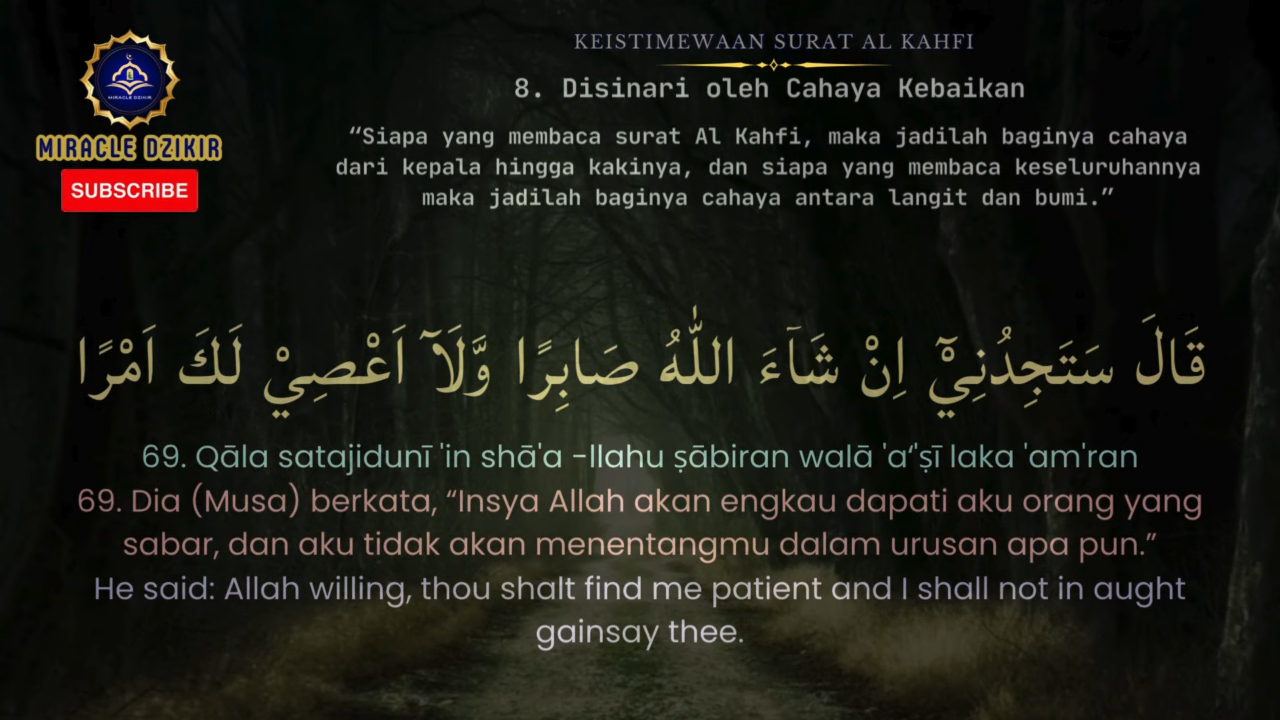 MIRACLE DZIKIR
MIRACLE DZIKIR
SUBSCRIBE
KEISTIMEWAAN SURAT AL KAHFI
8. Disinari oleh Cahaya Kebaikan
“Siapa yang membaca surat Al Kahfi, maka jadilah baginya cahaya
dari kepala hingga kakinya, dan siapa yang membaca keseluruhannya
maka jadilah baginya cahaya antara langit dan bumi.”
قَالَ سَتَجِدُنِيْٓ اِنْ شَاۤءَ اللّٰهُ صَابِرًا وَّلَآ اَعْصِيْ لَكَ اَمْرًا
69. Qāla satajidunī 'in shā'a -llahu ṣābiran walā 'a‘'ṣī laka 'am'ran
69. Dia (Musa) berkata, “Insya Allah akan engkau dapati aku orang yang
sabar, dan aku tidak akan menentangmu dalam urusan apa pun.”
He said: Allah willing, thou shalt find me patient and I shall not in aught
gainsay thee.